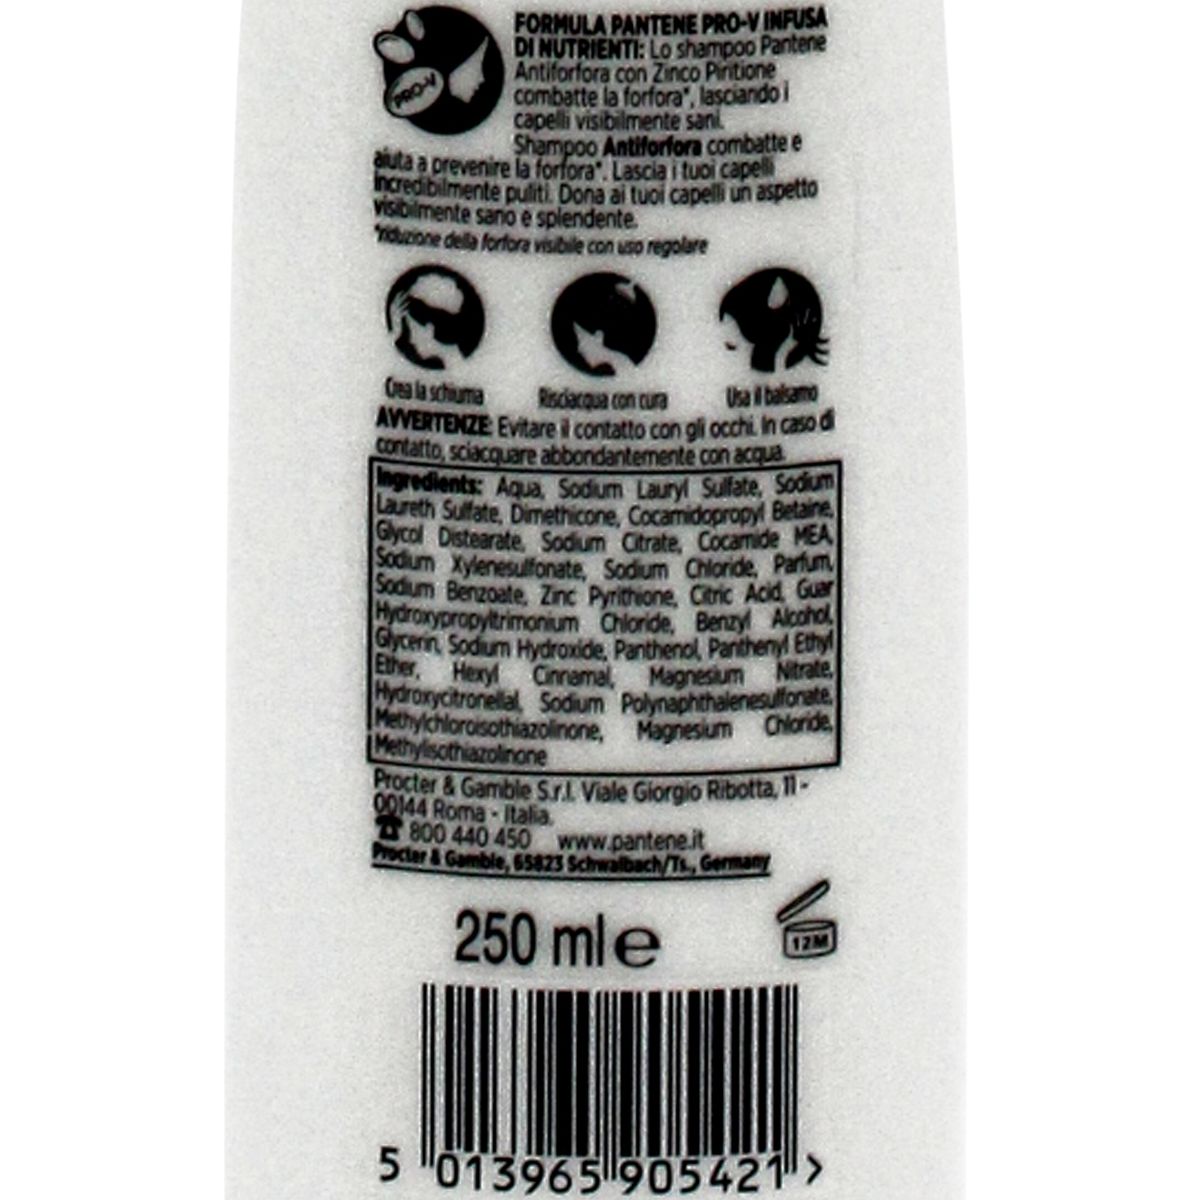 FORMULA PANTENE PRO-V INFUSA
DI NUTRIENTI: Lo shampoo Pantene
Antiforfora con Zinco Piritione
combatte la forfora*, lasciando i
capelli visibilmente sani.
PRO-V
Shampoo Antiforfora combatte e
aiuta a prevenire la forfora*. Lascia i tuoi capelli
incredibilmente puliti. Dona ai tuoi capelli un aspetto
visibilmente sano e splendente.
*riduzione della forfora visibile con uso regolare
Crea la schiuma
Risciacqua con cura
Usa il balsamo
AVVERTENZE: Evitare il contatto con gli occhi. In caso di
contatto, sciacquare abbondantemente con acqua.
Ingredients: Aqua, Sodium Lauryl Sulfate, Sodium
Laureth Sulfate, Dimethicone, Cocamidopropyl Betaine,
Glycol Distearate, Sodium Citrate, Cocamide MEA,
Sodium Xylenesulfonate, Sodium Chloride, Parfum,
Sodium Benzoate, Zinc Pyrithione, Citric Acid, Guar
Hydroxypropyltrimonium Chloride, Benzyl Alcohol,
Glycerin, Sodium Hydroxide, Panthenol, Panthenyl Ethyl
Ether, Hexyl Cinnamal, Magnesium Nitrate,
Hydroxycitronellal, Sodium Polynaphthalenesulfonate,
Methylchloroisothiazolinone, Magnesium Chloride,
Methylisothiazolinone
Procter & Gamble S.r.l. Viale Giorgio Ribotta, 11 -
00144 Roma - Italia.
☎ 800 440 450 www.pantene.it
Procter & Gamble, 65823 Schwalbach/Ts., Germany
250 ml e
12M
5 013965 905421 >